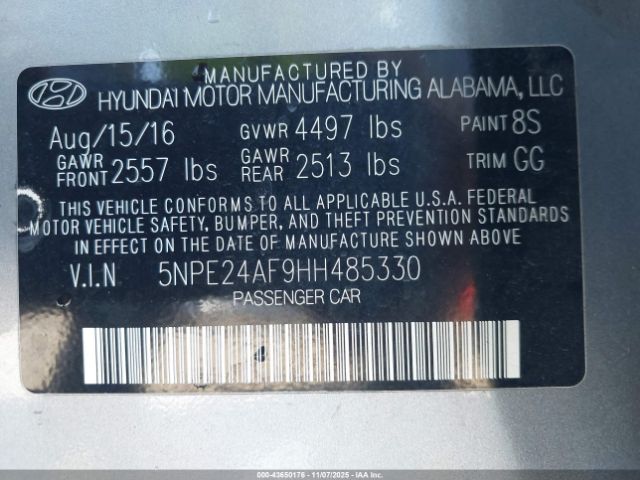 MANUFACTURED BY
HYUNDAI MOTOR MANUFACTURING ALABAMA, LLC
Aug/15/16 GVWR 4497 lbs PAINT 8S
GAWR FRONT 2557 lbs GAWR REAR 2513 lbs TRIM GG
THIS VEHICLE CONFORMS TO ALL APPLICABLE U.S.A. FEDERAL
MOTOR VEHICLE SAFETY, BUMPER, AND THEFT PREVENTION STANDARDS
IN EFFECT ON THE DATE OF MANUFACTURE SHOWN ABOVE
V.I.N 5NPE24AF9HH485330
PASSENGER CAR
000-43650176 - 11/07/2025 - IAAI.CA